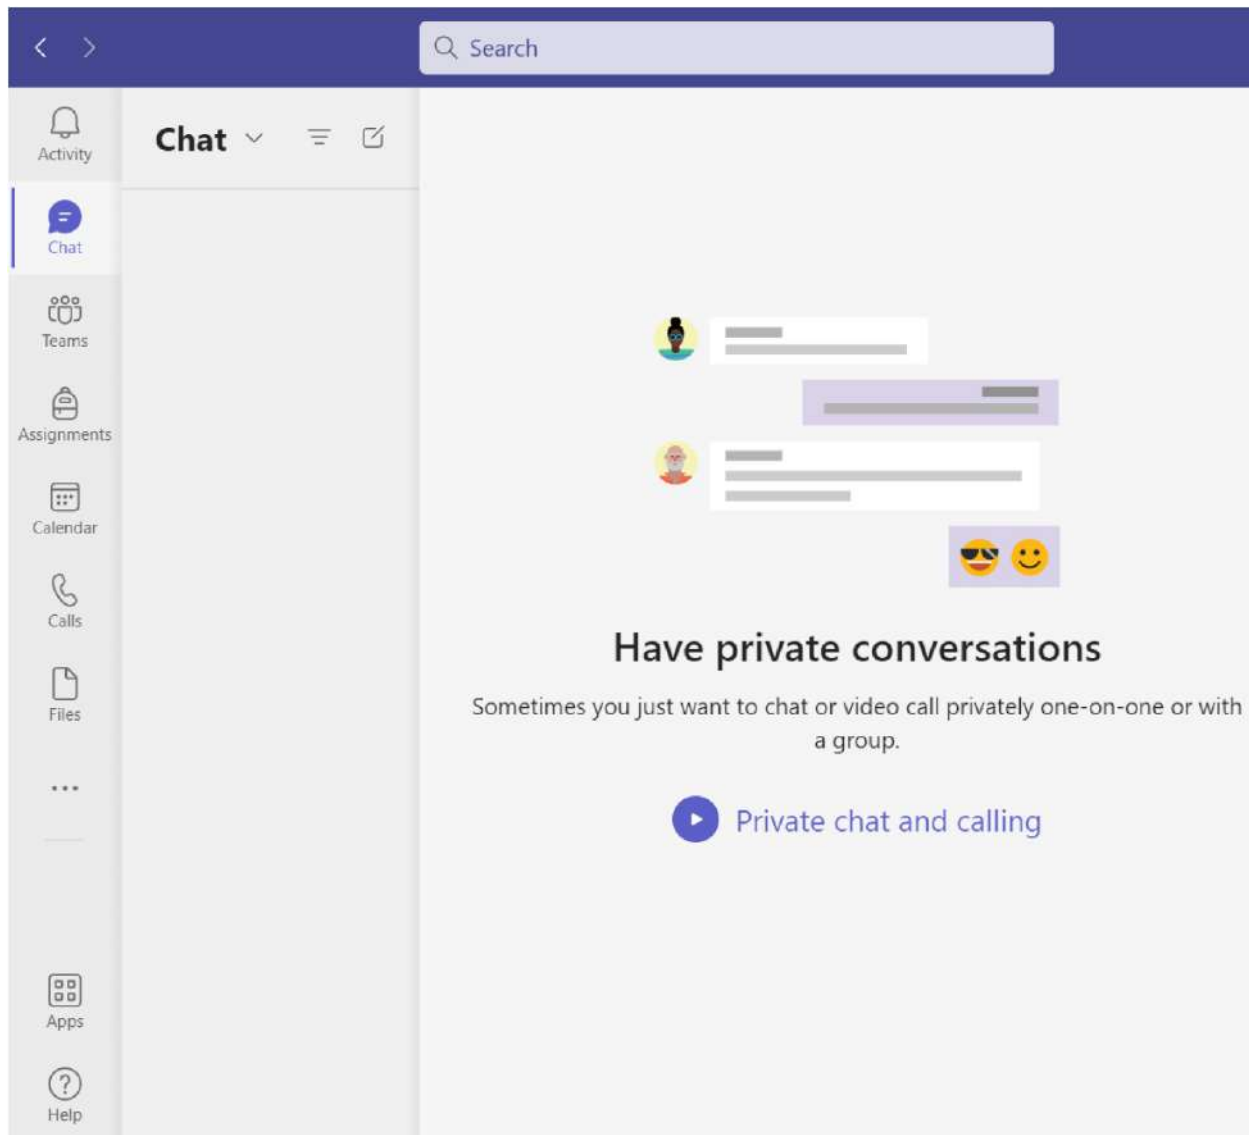 Search
Activity
Chat
Teams
Assignments
Calendar
Calls
Files
Apps
Help
Chat
Have private conversations
Sometimes you just want to chat or video call privately one-on-one or with
a group.
Private chat and calling